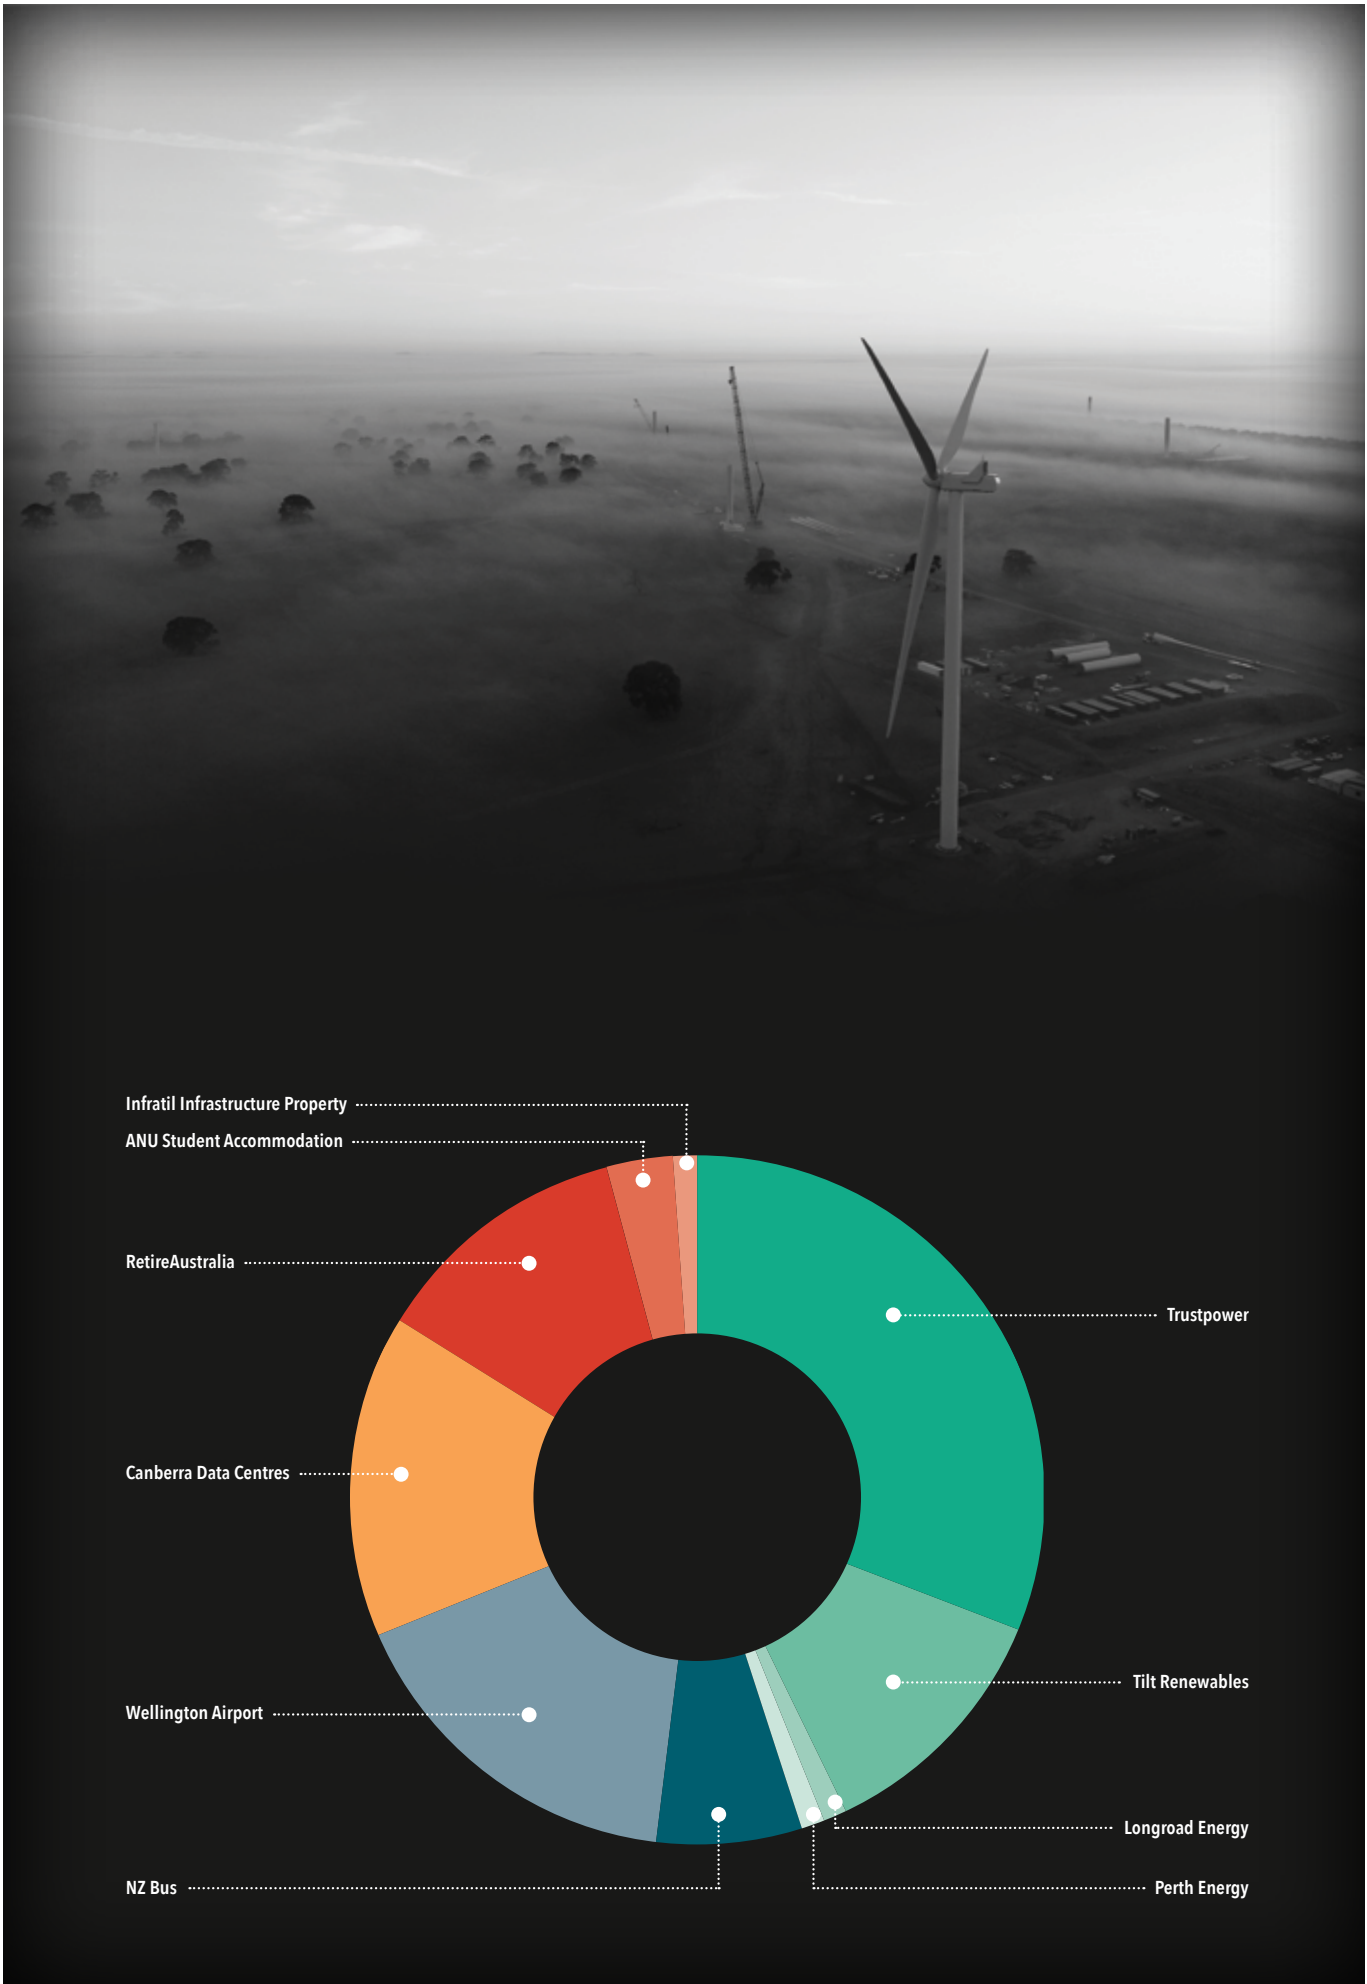 Infratil Infrastructure Property
ANU Student Accommodation
RetireAustralia
Trustpower
Canberra Data Centres
Tilt Renewables
Wellington Airport
Longroad Energy
NZ Bus
Perth Energy